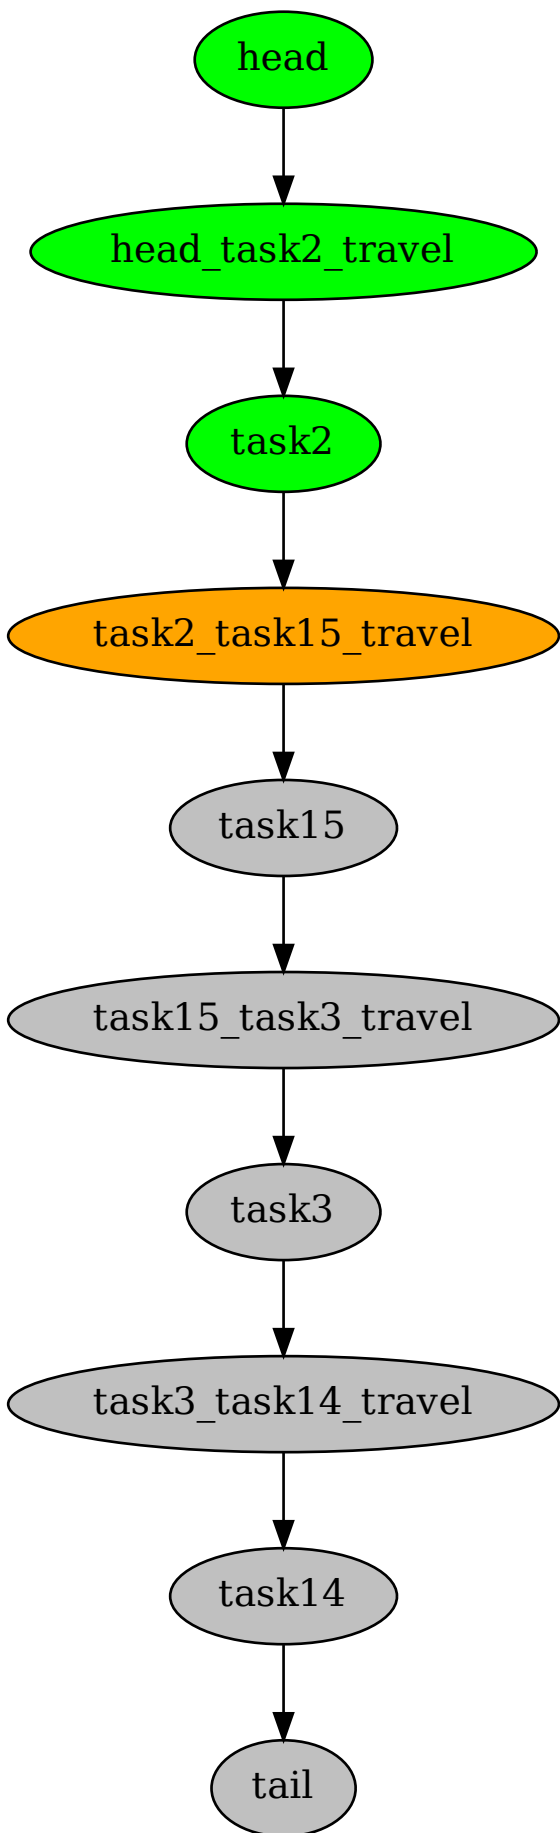 head
head_task2_travel
task2
task2_task15_travel
task15
task15_task3_travel
task3
task3_task14_travel
task14
tail